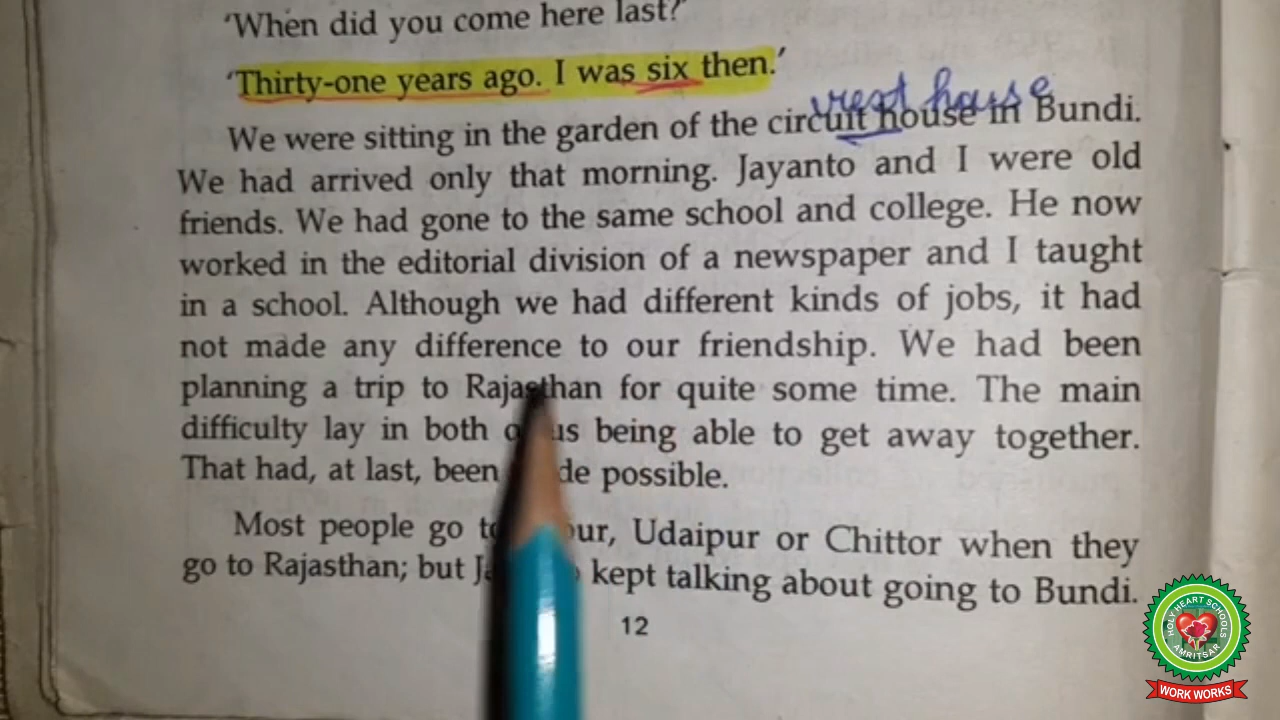 'When did you come here last?'
'Thirty-one years ago. I was six then.'
rest house
We were sitting in the garden of the circuit house in Bundi.
We had arrived only that morning. Jayanto and I were old
friends. We had gone to the same school and college. He now
worked in the editorial division of a newspaper and I taught
in a school. Although we had different kinds of jobs, it had
not made any difference to our friendship. We had been
planning a trip to Rajasthan for quite some time. The main
difficulty lay in both us being able to get away together.
That had, at last, been possible.
Most people go Udaipur or Chittor when they
go to Rajasthan; but kept talking about going to Bundi.
12
HOLY HEART SCHOOLS
AMRITSAR
WORK WORKS